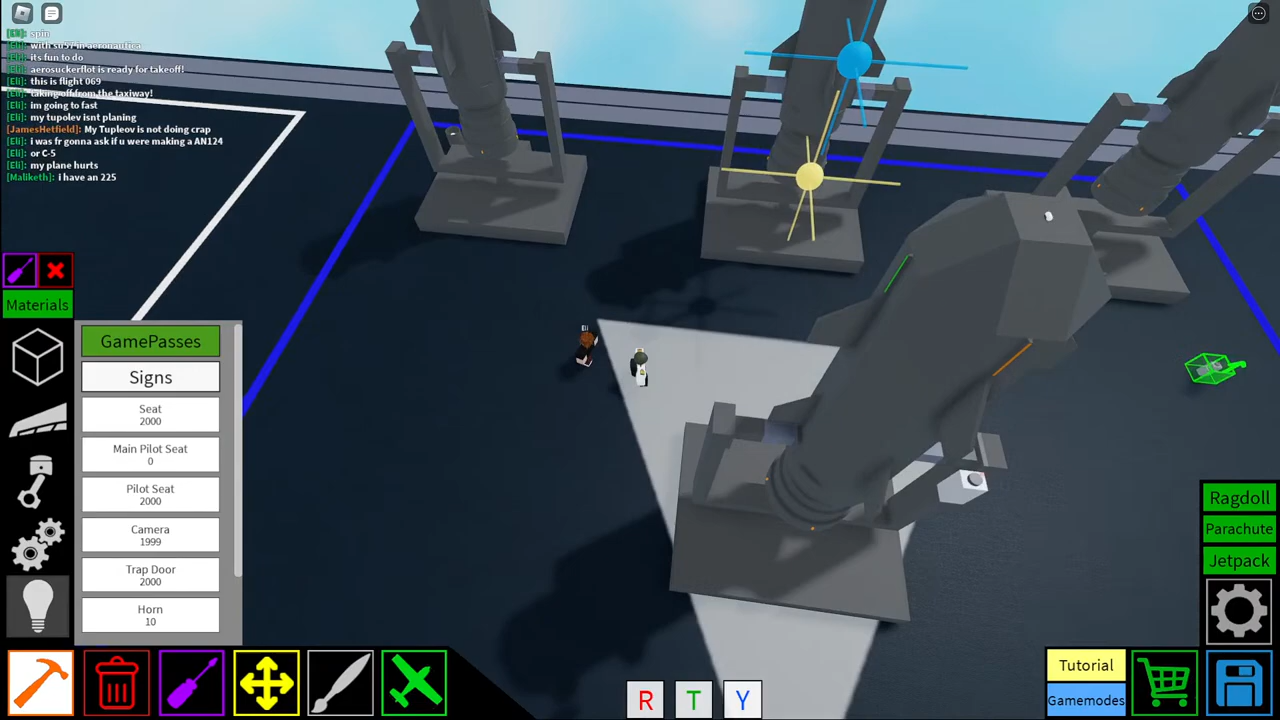 [Eli]: spin
[Eli]: with su57 in aeronautica
[Eli]: its fun to do
[Eli]: aerosuckerflot is ready for takeoff!
[Eli]: this is flight 069
[Eli]: taking off from the taxiway!
[Eli]: im going to fast
[Eli]: my tupolev isnt planing
[JamesHetfield]: My Tupleov is not doing crap
[Eli]: i was fr gonna ask if u were making a AN124
[Eli]: or C-5
[Eli]: my plane hurts
[Maliketh]: i have an 225
Materials
GamePasses
Signs
Seat
2000
Main Pilot Seat
0
Pilot Seat
2000
Camera
1999
Trap Door
2000
Horn
10
Eli
Ragdoll
Parachute
Jetpack
Tutorial
Gamemodes
R T Y